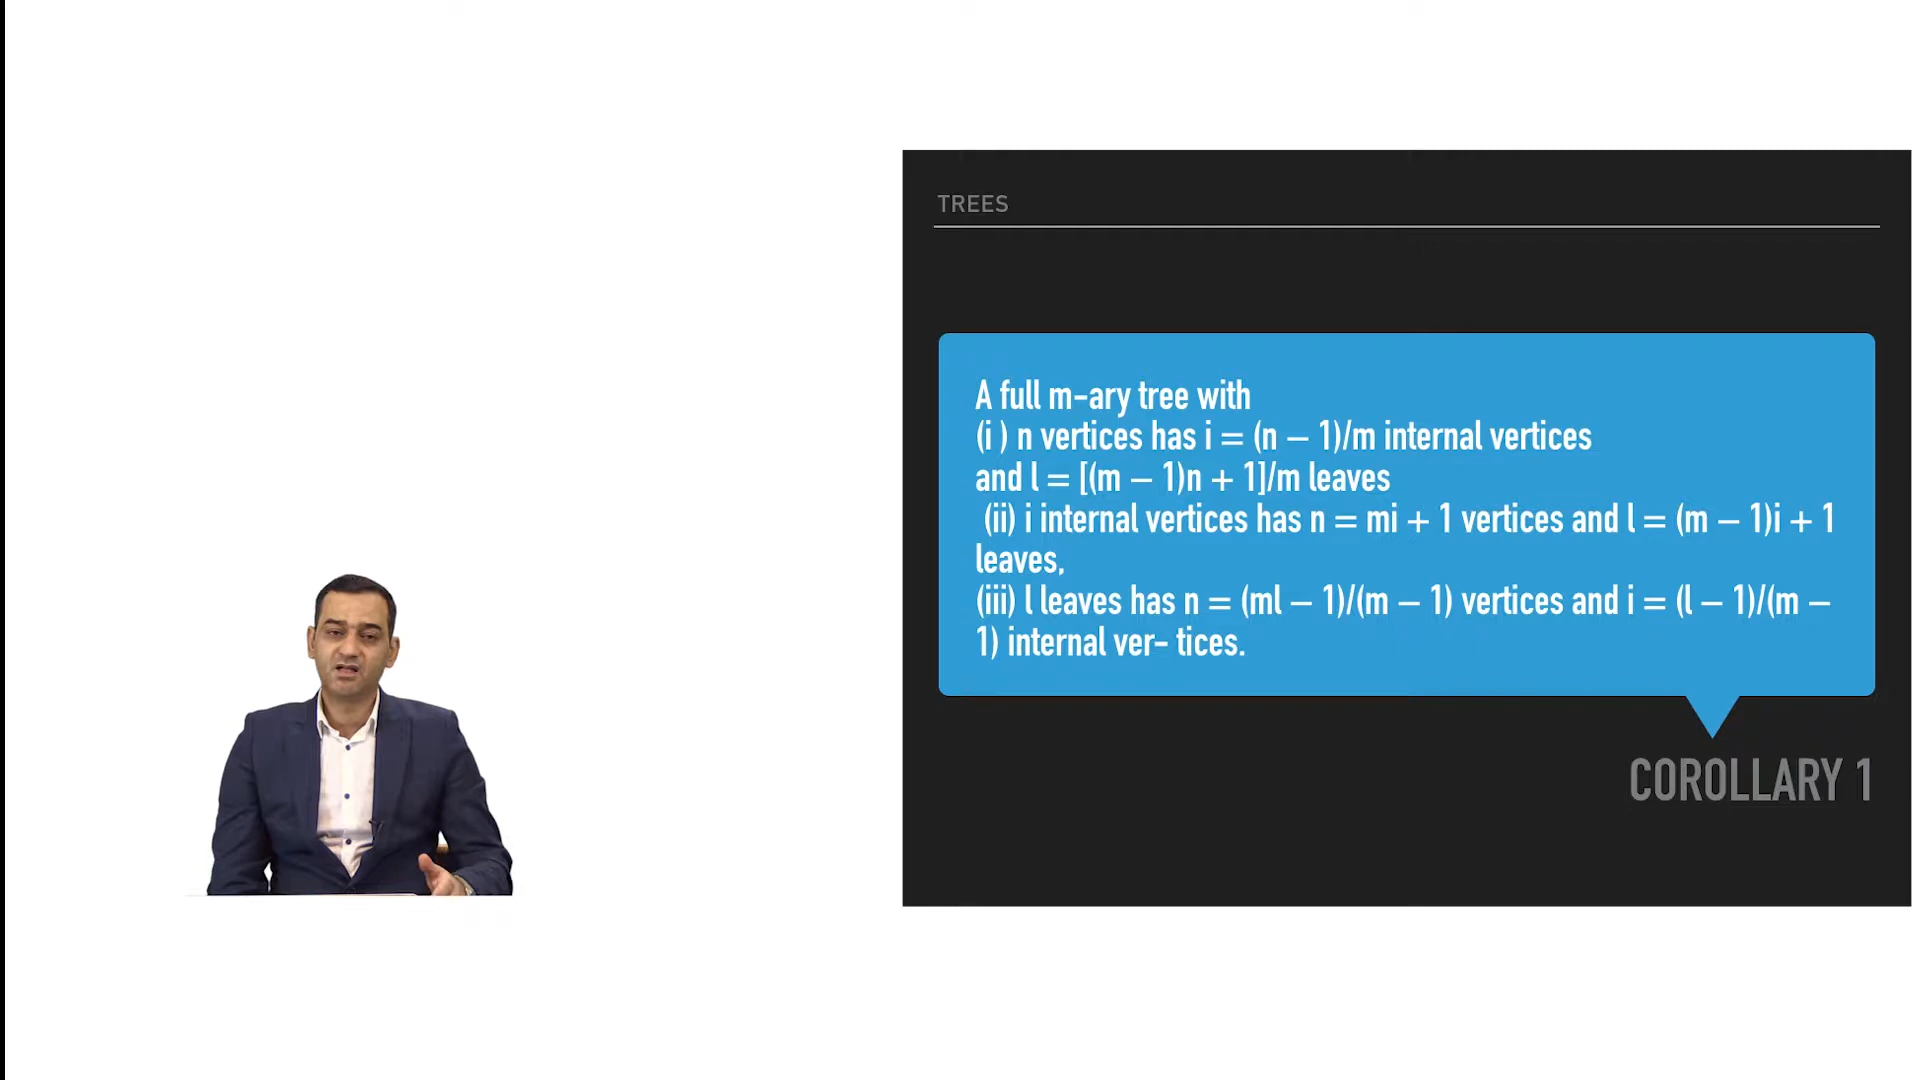 TREES
A full m-ary tree with
(i ) n vertices has i = (n – 1)/m internal vertices
and l = [(m – 1)n + 1]/m leaves
(ii) i internal vertices has n = mi + 1 vertices and l = (m – 1)i + 1
leaves,
(iii) l leaves has n = (ml – 1)/(m – 1) vertices and i = (l – 1)/(m –
1) internal ver- tices.
COROLLARY 1